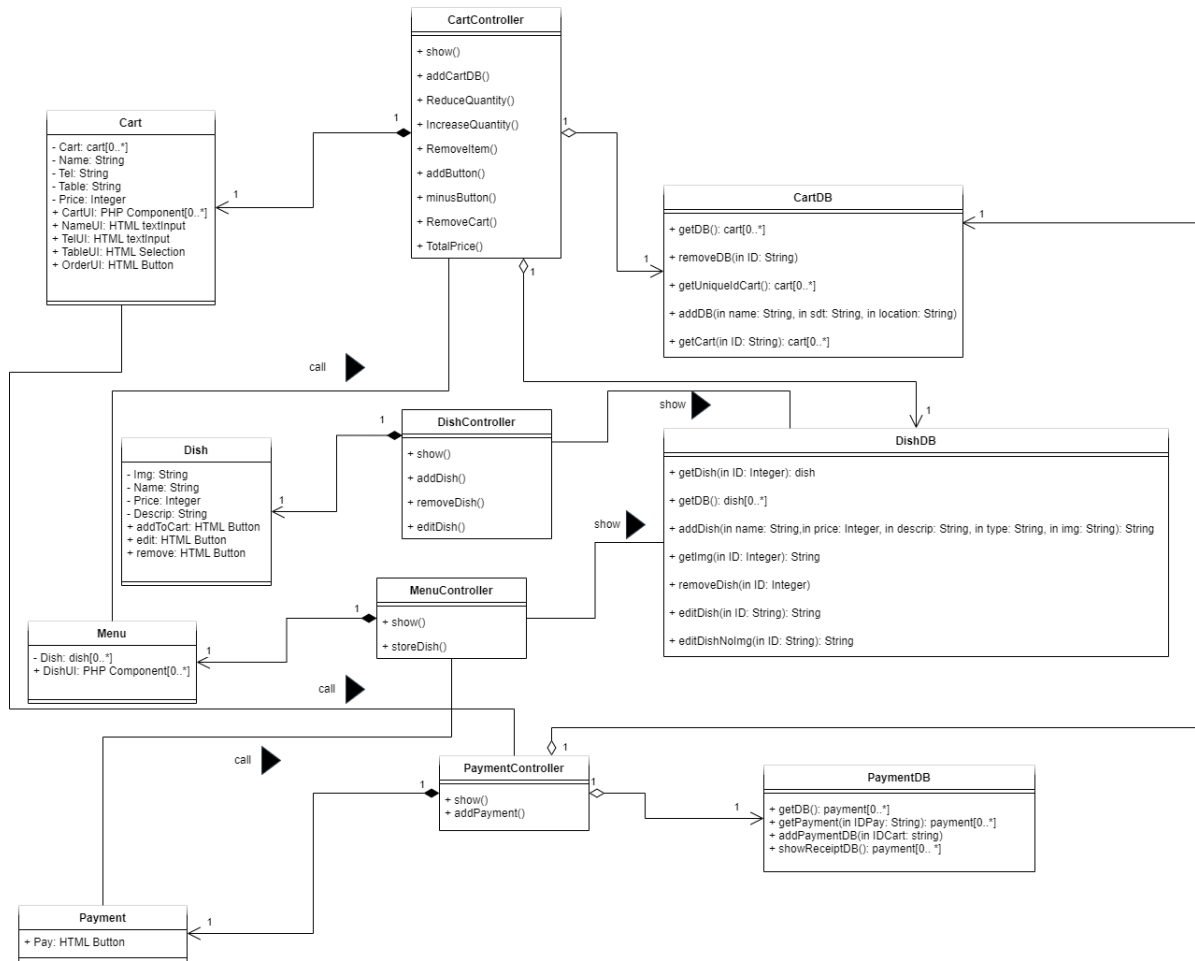 CartController
+ show()
+ addCartDB()
+ ReduceQuantity()
+ IncreaseQuantity()
+ RemoveItem()
+ addButton()
+ minusButton()
+ RemoveCart()
+ TotalPrice()
1
1
1
Cart
- Cart: cart[0..*]
- Name: String
- Tel: String
- Table: String
- Price: Integer
+ CartUI: PHP Component[0..*]
+ NameUI: HTML textInput
+ TelUI: HTML textInput
+ TableUI: HTML Selection
+ OrderUI: HTML Button
1
CartDB
+ getDB(): cart[0..*]
+ removeDB(in ID: String)
+ getUniqueIdCart(): cart[0..*]
+ addDB(in name: String, in sdt: String, in location: String)
+ getCart(in ID: String): cart[0..*]
1
1
call
show
DishController
+ show()
+ addDish()
+ removeDish()
+ editDish()
1
Dish
- Img: String
- Name: String
- Price: Integer
- Descrip: String
+ addToCart: HTML Button
+ edit: HTML Button
+ remove: HTML Button
1
1
DishDB
+ getDish(in ID: Integer): dish
+ getDB(): dish[0..*]
+ addDish(in name: String,in price: Integer, in descrip: String, in type: String, in img: String): String
+ getImg(in ID: Integer): String
+ removeDish(in ID: Integer)
+ editDish(in ID: String): String
+ editDishNoImg(in ID: String): String
show
MenuController
+ show()
+ storeDish()
1
Menu
- Dish: dish[0..*]
+ DishUI: PHP Component[0..*]
1
call
call
PaymentController
+ show()
+ addPayment()
1
1
1
PaymentDB
+ getDB(): payment[0..*]
+ getPayment(in IDPay: String): payment[0..*]
+ addPaymentDB(in IDCart: string)
+ showReceiptDB(): payment[0.. *]
1
Payment
+ Pay: HTML Button
1